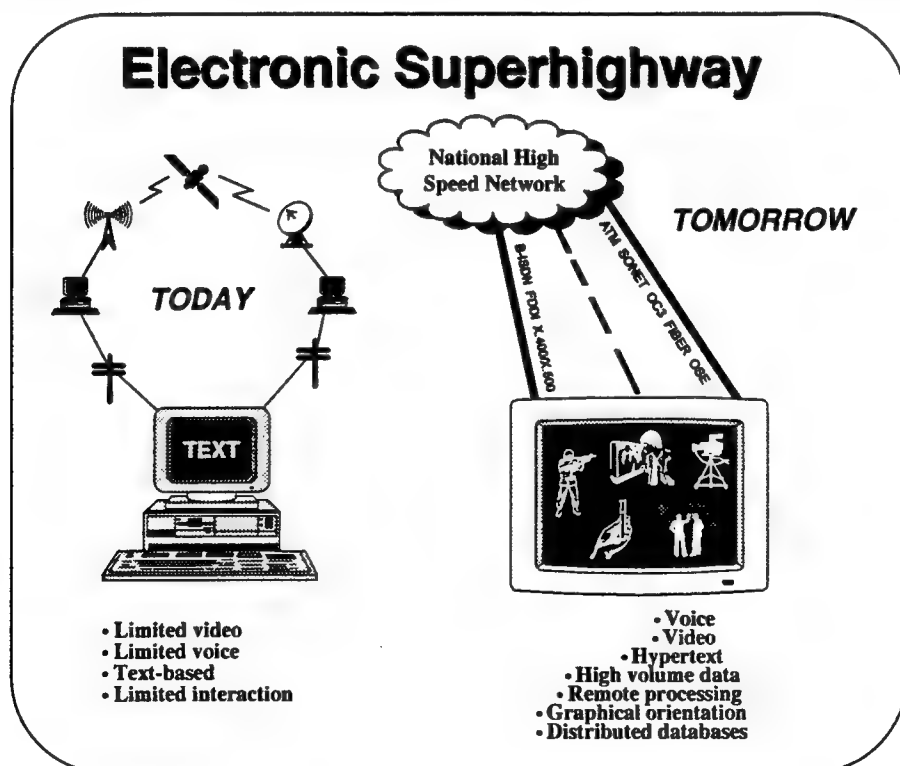 Electronic Superhighway
TODAY
TEXT
• Limited video
• Limited voice
• Text-based
• Limited interaction
National High
Speed Network
TOMORROW
B-ISDN FDDI X.400/X.500
ATM SONET OC3 FIBER OSE
• Voice
• Video
• Hypertext
• High volume data
• Remote processing
• Graphical orientation
• Distributed databases